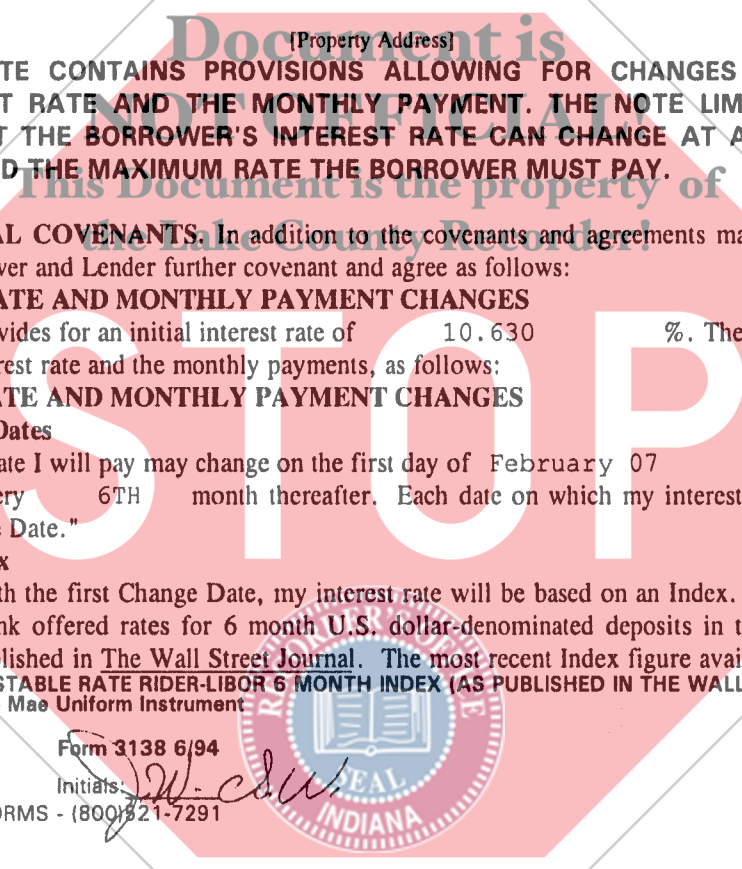 Document is
[Property Address]
TE CONTAINS PROVISIONS ALLOWING FOR CHANGES
NOT OFFICIAL!
T RATE AND THE MONTHLY PAYMENT. THE NOTE LIM
T THE BORROWER'S INTEREST RATE CAN CHANGE AT A
D THE MAXIMUM RATE THE BORROWER MUST PAY.
This Document is the property of
the Lake County Recorder!
AL COVENANTS. In addition to the covenants and agreements ma
ver and Lender further covenant and agree as follows:
ATE AND MONTHLY PAYMENT CHANGES
vides for an initial interest rate of 10.630 %. The
rest rate and the monthly payments, as follows:
ATE AND MONTHLY PAYMENT CHANGES
Dates
ate I will pay may change on the first day of February 07
ery 6TH month thereafter. Each date on which my interest
e Date."
STOP
x
th the first Change Date, my interest rate will be based on an Index.
nk offered rates for 6 month U.S. dollar-denominated deposits in t
lished in The Wall Street Journal. The most recent Index figure avai
STABLE RATE RIDER-LIBOR 6 MONTH INDEX (AS PUBLISHED IN THE WALL
Mae Uniform Instrument
Form 3138 6/94
Initials: J.W. S.W.
ORMS - (800)521-7291
SEAL
INDIANA